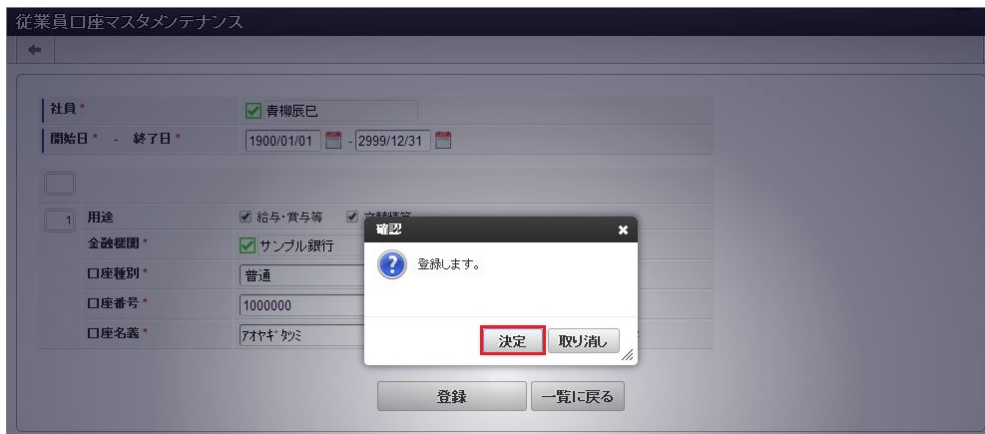 従業員口座マスタメンテナンス
社員* 青柳辰巳
開始日* - 終了日* 1900/01/01 - 2999/12/31
1 用途 給与・賞与等
金融機関* サンプル銀行
口座種別* 普通
口座番号* 1000000
口座名義* アオヤギ タツミ
確認
登録します。
決定 取り消し
登録 一覧に戻る